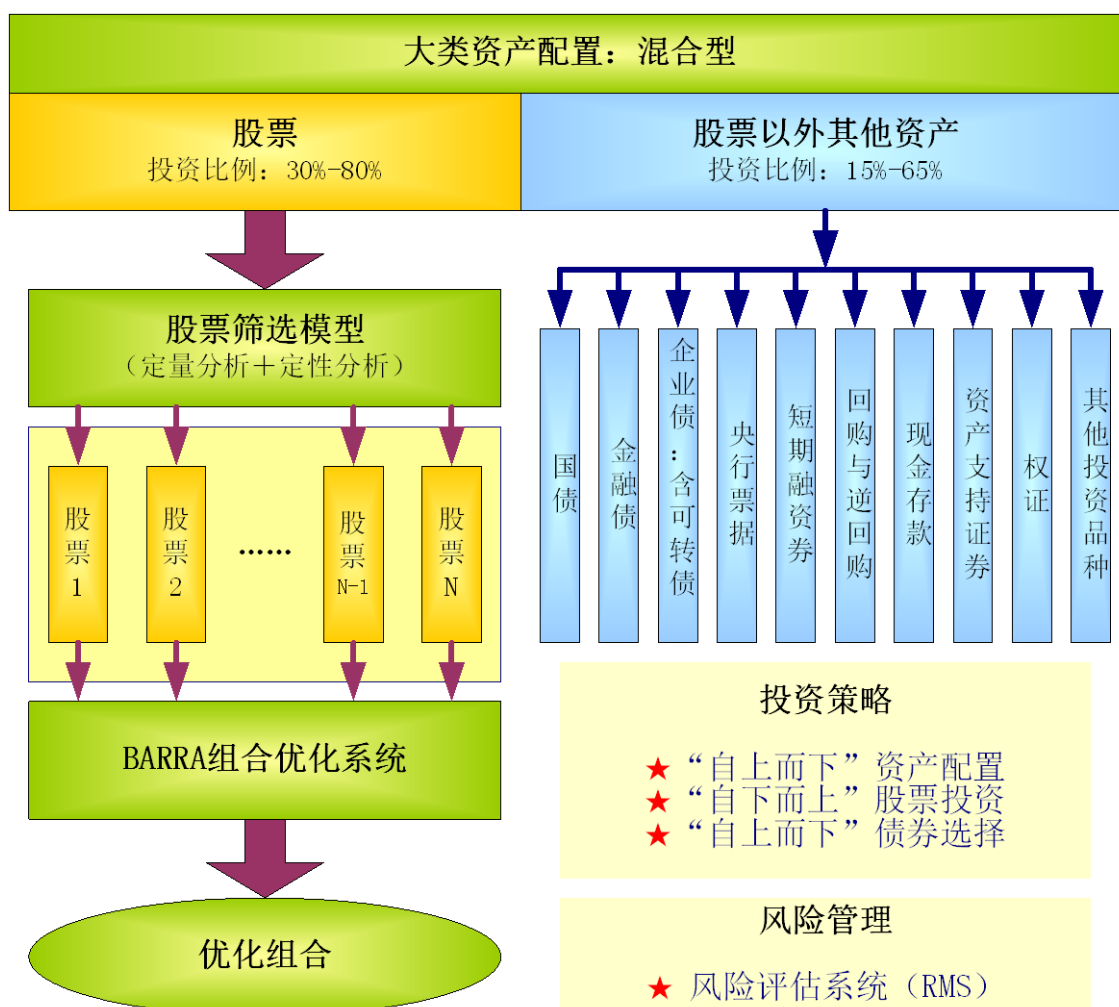 大类资产配置：混合型
股票
投资比例：30%-80%
股票以外其他资产
投资比例：15%-65%
股票筛选模型
（定量分析＋定性分析）
股票1
股票2
……
股票N-1
股票N
BARRA组合优化系统
优化组合
国债
金融债
企业债：含可转债
央行票据
短期融资券
回购与逆回购
现金存款
资产支持证券
权证
其他投资品种
投资策略
★ “自上而下”资产配置
★ “自下而上”股票投资
★ “自上而下”债券选择
风险管理
★ 风险评估系统（RMS）